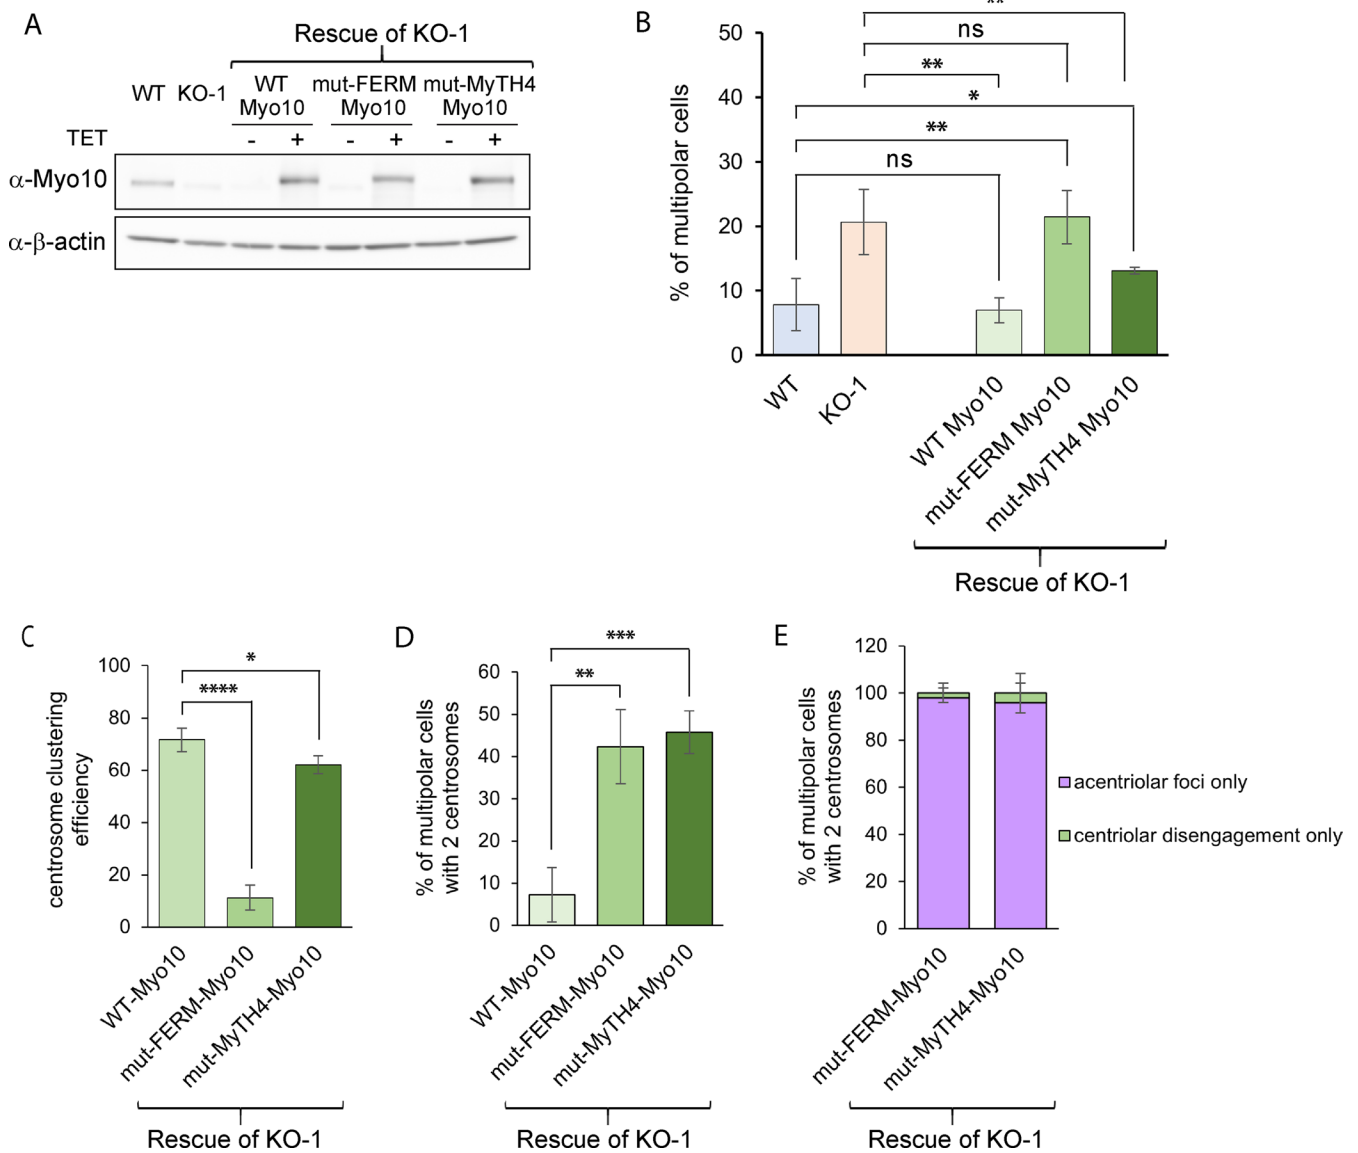 A
Rescue of KO-1
WT KO-1 WT Myo10 mut-FERM Myo10 mut-MyTH4 Myo10
TET - + - + - +
α-Myo10
α-β-actin
B
% of multipolar cells
50
40
30
20
10
0
**
ns
**
*
**
ns
WT
KO-1
WT Myo10
mut-FERM Myo10
mut-MyTH4 Myo10
Rescue of KO-1
C
centrosome clustering
efficiency
100
80
60
40
20
0
*
****
WT-Myo10
mut-FERM-Myo10
mut-MyTH4-Myo10
Rescue of KO-1
D
% of multipolar cells
with 2 centrosomes
60
50
40
30
20
10
0
***
**
WT-Myo10
mut-FERM-Myo10
mut-MyTH4-Myo10
Rescue of KO-1
E
% of multipolar cells
with 2 centrosomes
120
100
80
60
40
20
0
acentriolar foci only
centriolar disengagement only
mut-FERM-Myo10
mut-MyTH4-Myo10
Rescue of KO-1